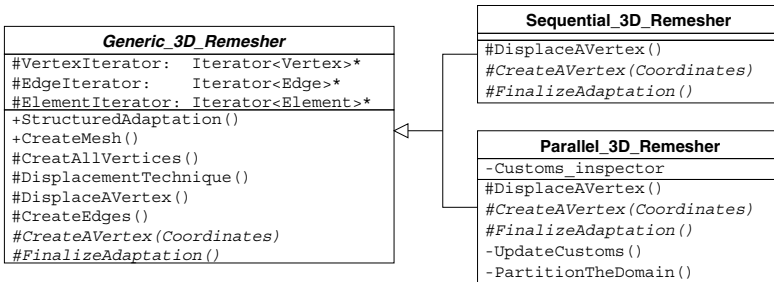 Generic_3D_Remesher
#VertexIterator: Iterator<Vertex>*
#EdgeIterator: Iterator<Edge>*
#ElementIterator: Iterator<Element>*
+StructuredAdaptation()
+CreateMesh()
#CreatAllVertices()
#DisplacementTechnique()
#DisplaceAVertex()
#CreateEdges()
#CreateAVertex(Coordinates)
#FinalizeAdaptation()
Sequential_3D_Remesher
#DisplaceAVertex()
#CreateAVertex(Coordinates)
#FinalizeAdaptation()
Parallel_3D_Remesher
-Customs_inspector
#DisplaceAVertex()
#CreateAVertex(Coordinates)
#FinalizeAdaptation()
-UpdateCustoms()
-PartitionTheDomain()